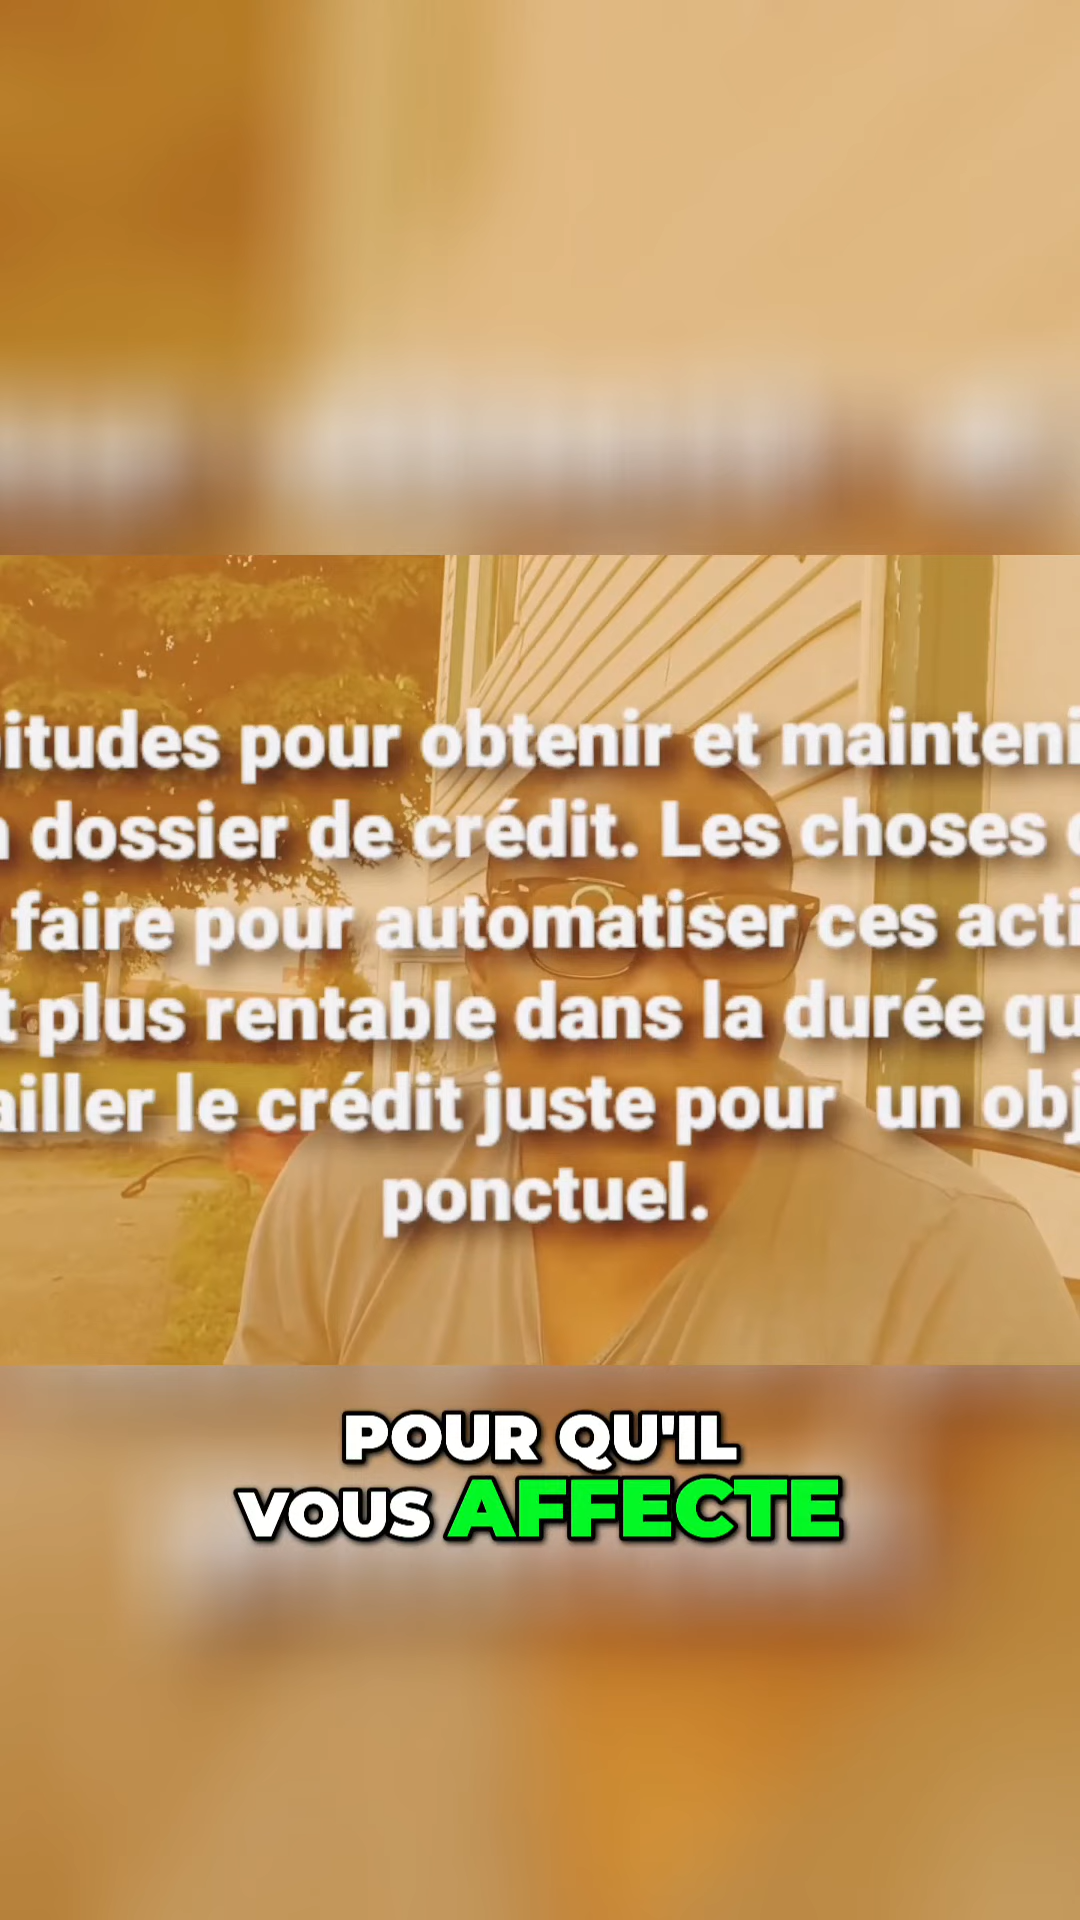 itudes pour obtenir et mainteni
dossier de crédit. Les choses
faire pour automatiser ces acti
t plus rentable dans la durée qu
ailler le crédit juste pour un obj
ponctuel.
POUR QU'IL
VOUS AFFECTE